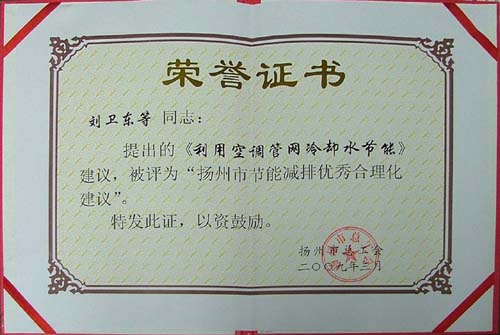 荣誉证书
刘卫东等 同志:
提出的《利用空调管网冷却水节能》
建议,被评为“扬州市节能减排优秀合理化
建议”。
特发此证,以资鼓励。
扬州市总工会
二〇〇九年三月